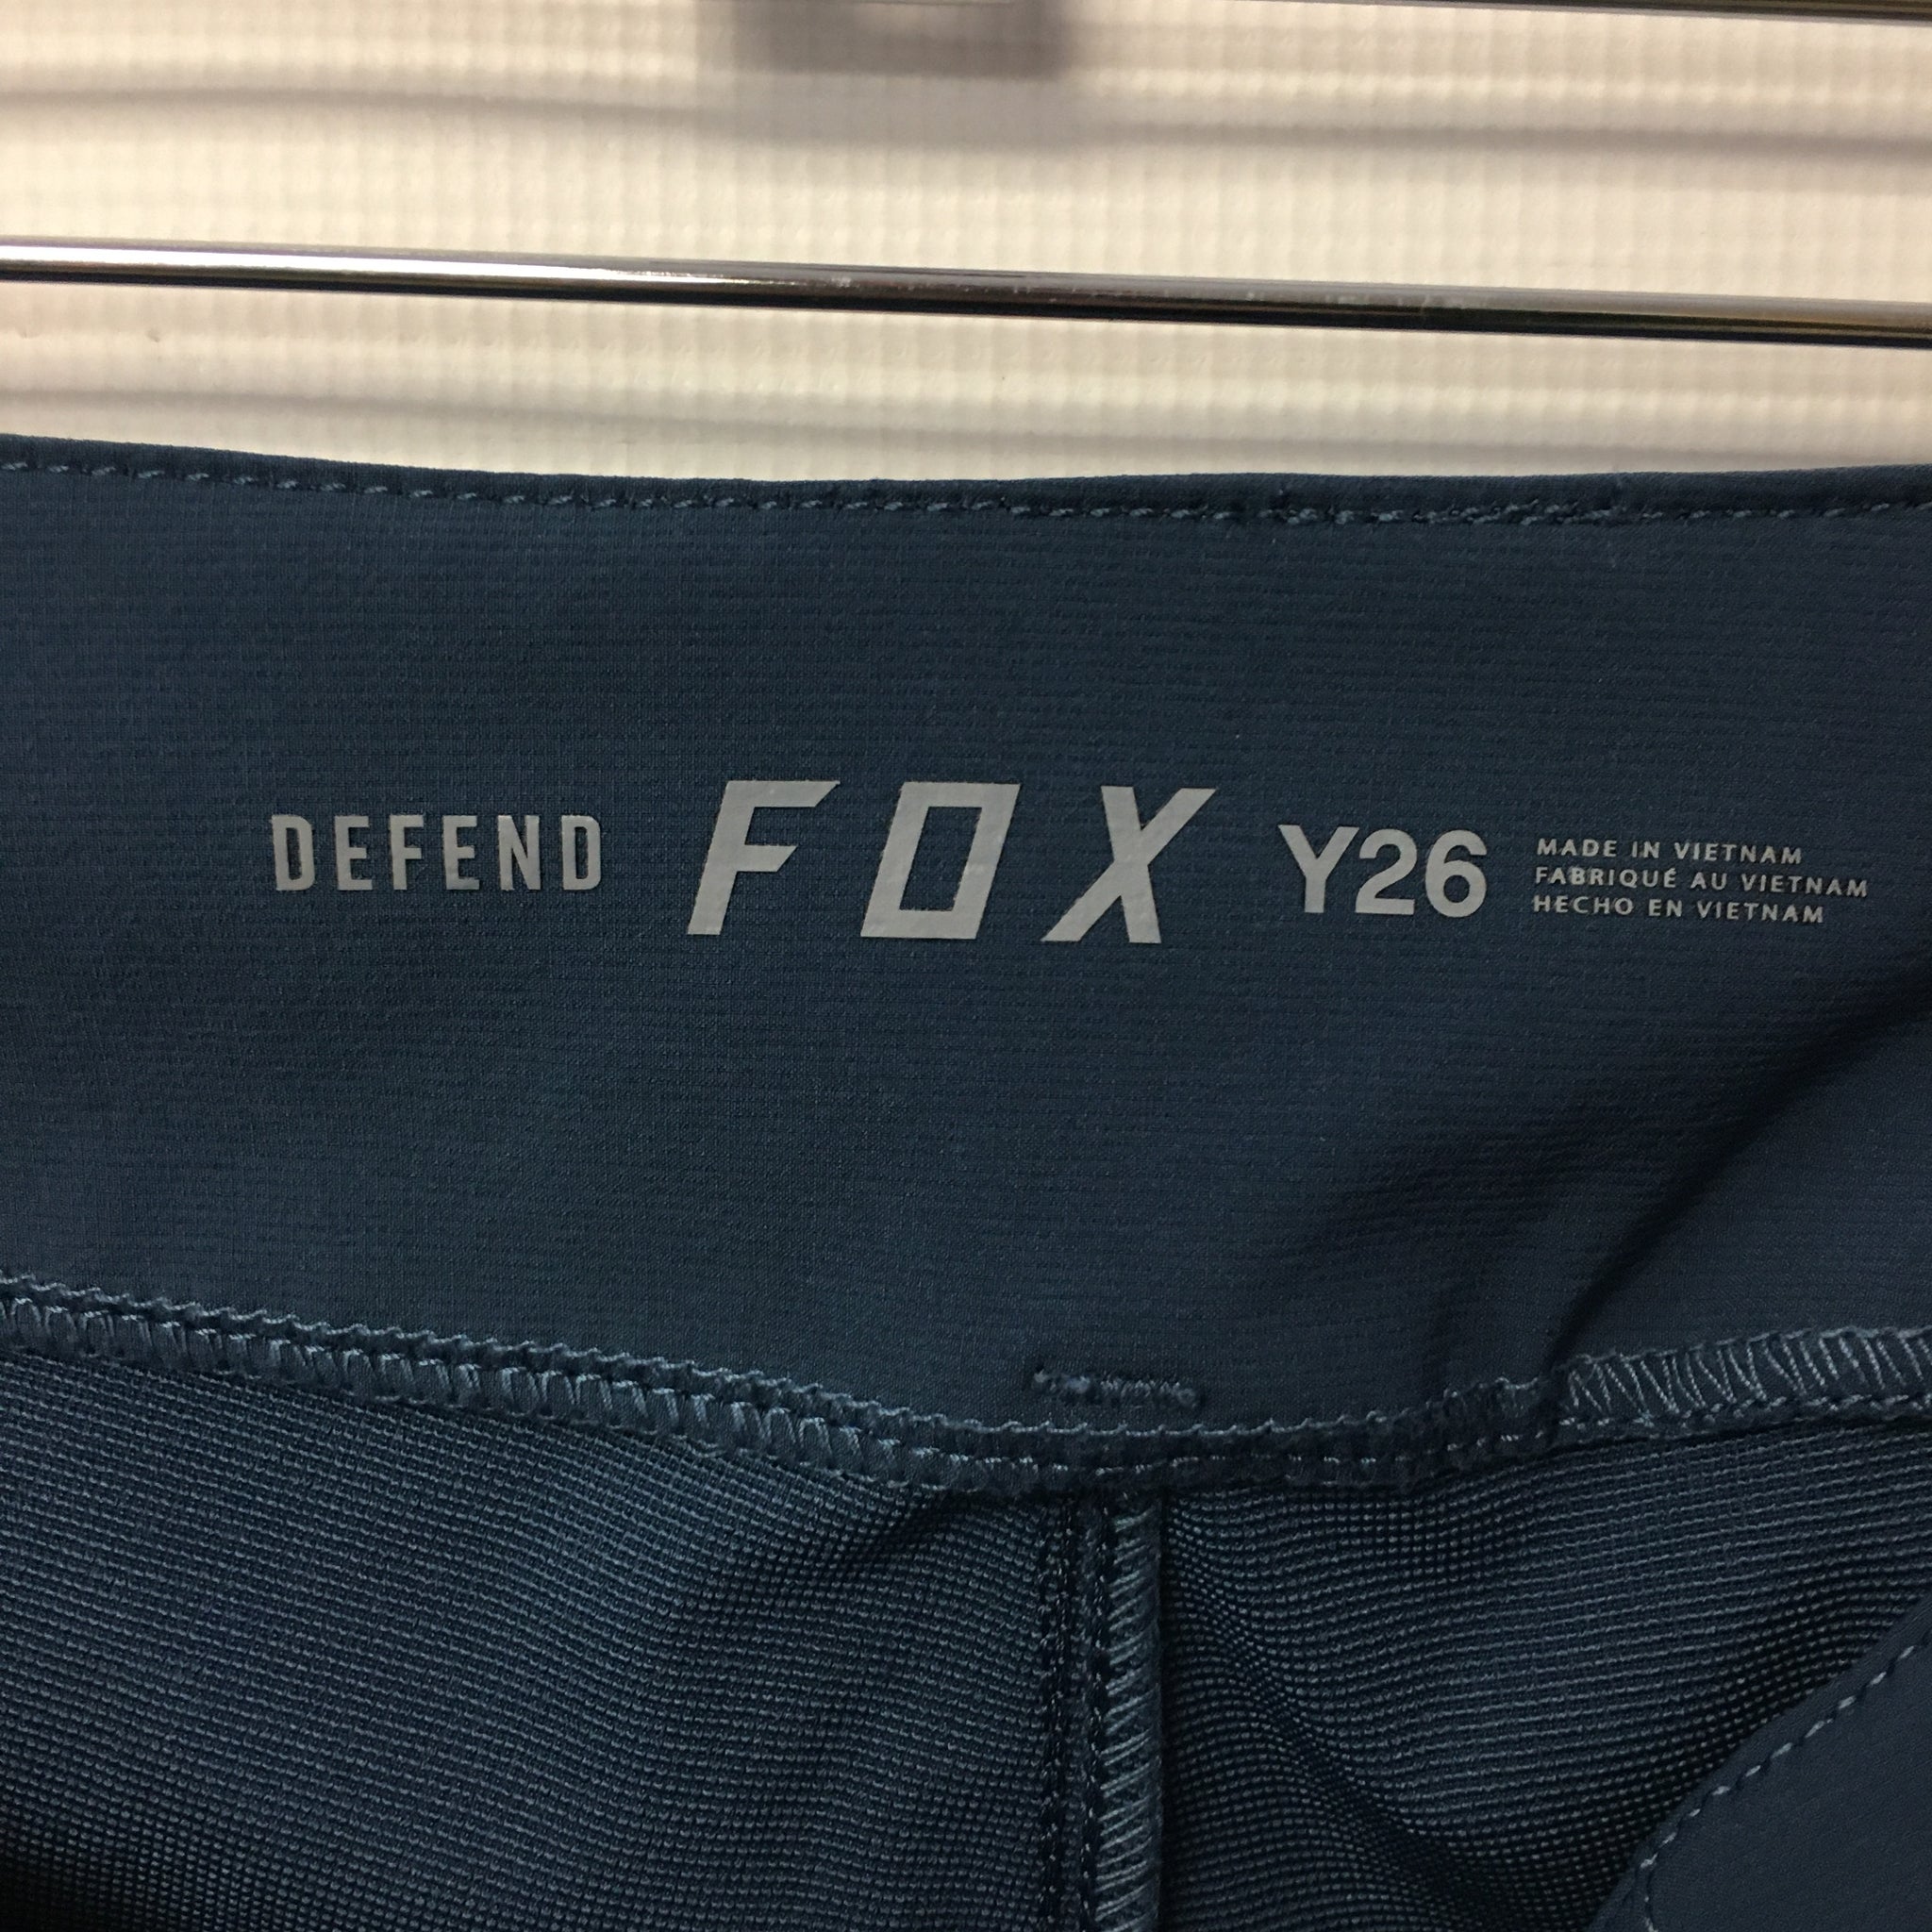 DEFEND FOX Y26
MADE IN VIETNAM
FABRIQUÉ AU VIETNAM
HECHO EN VIETNAM